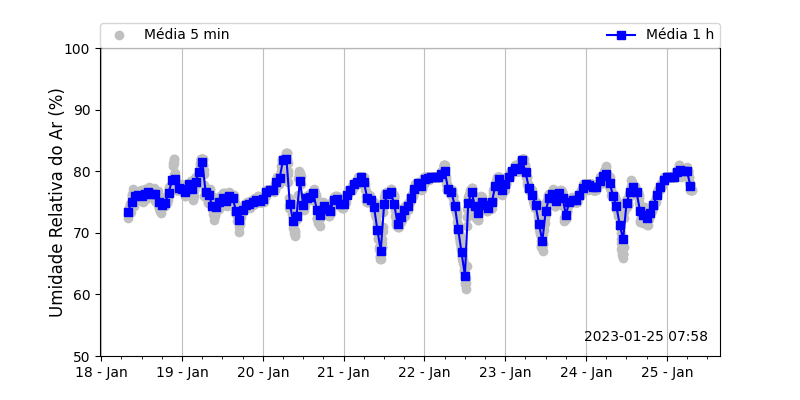 Média 5 min Média 1 h
100
90
80
70
60
50
Umidade Relativa do Ar (%)
2023-01-25 07:58
18 - Jan 19 - Jan 20 - Jan 21 - Jan 22 - Jan 23 - Jan 24 - Jan 25 - Jan